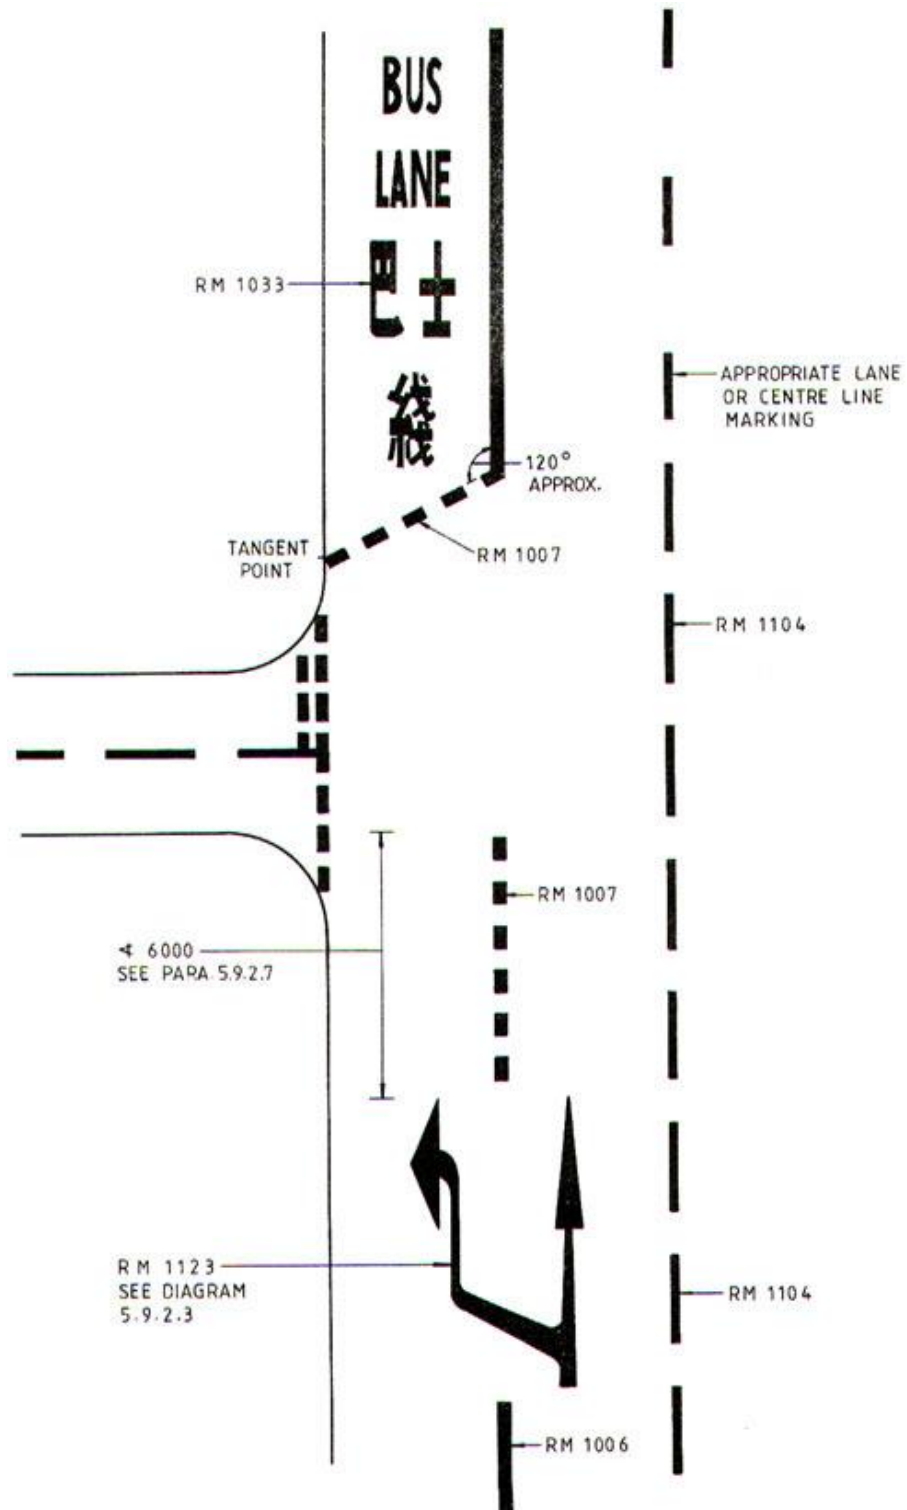 BUS
LANE
RM 1033
巴士
綫
APPROPRIATE LANE
OR CENTRE LINE
MARKING
120°
APPROX.
TANGENT
POINT
RM 1007
RM 1104
RM 1007
≮ 6000
SEE PARA 5.9.2.7
RM 1123
SEE DIAGRAM
5.9.2.3
RM 1104
RM 1006